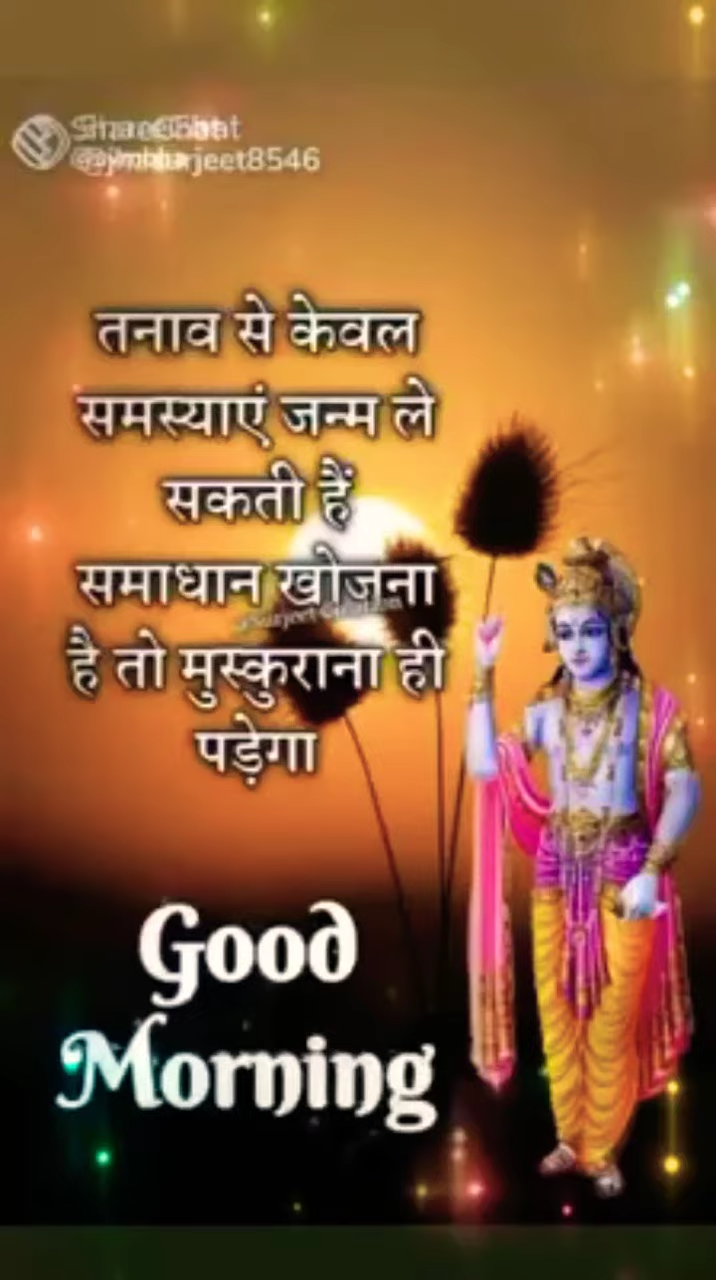 तनाव से केवल
समस्याएं जन्म ले
सकती हैं
समाधान खोजना
है तो मुस्कुराना ही
पड़ेगा
Good
Morning